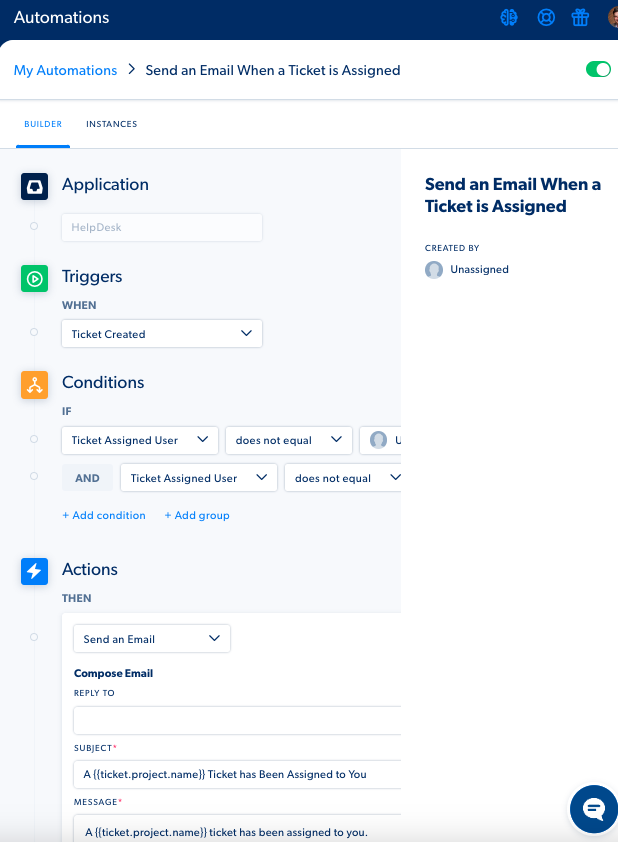 Automations
My Automations > Send an Email When a Ticket is Assigned
BUILDER INSTANCES
Application
HelpDesk
Triggers
WHEN
Ticket Created
Conditions
IF
Ticket Assigned User does not equal U
AND Ticket Assigned User does not equal
+ Add condition + Add group
Actions
THEN
Send an Email
Compose Email
REPLY TO
SUBJECT*
A {{ticket.project.name}} Ticket has Been Assigned to You
MESSAGE*
A {{ticket.project.name}} ticket has been assigned to you.
Send an Email When a
Ticket is Assigned
CREATED BY
Unassigned